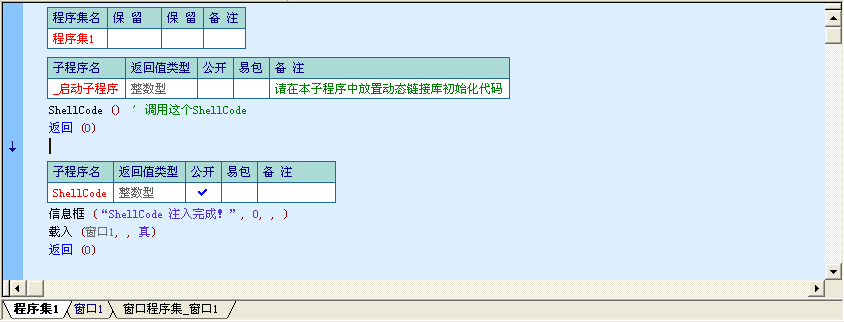 程序集名 保 留 保 留 备 注
程序集1
子程序名 返回值类型 公开 易包 备 注
_启动子程序 整数型 请在本子程序中放置动态链接库初始化代码
ShellCode () ′ 调用这个ShellCode
返回 (0)
子程序名 返回值类型 公开 易包 备 注
ShellCode 整数型 ✓
信息框 (“ShellCode 注入完成！”, 0, , )
载入 (窗口1, , 真)
返回 (0)
程序集1 窗口1 窗口程序集_窗口1